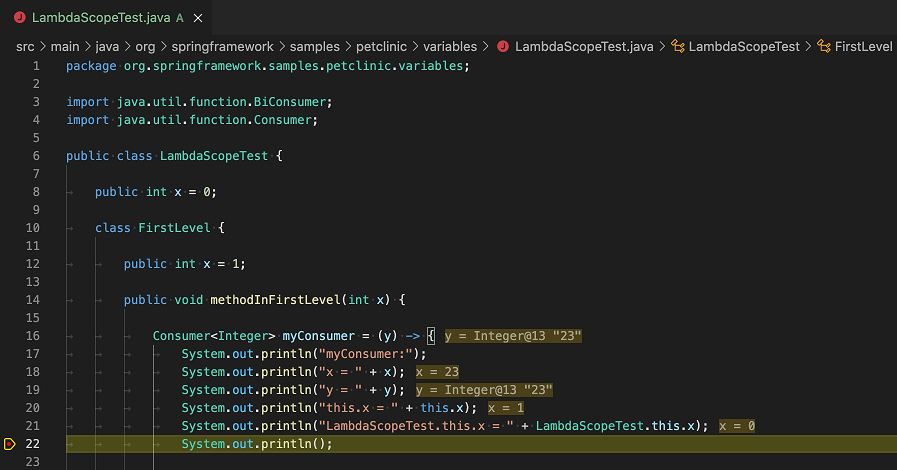 LambdaScopeTest.java A ×
src > main > java > org > springframework > samples > petclinic > variables > LambdaScopeTest.java > LambdaScopeTest > FirstLevel
1 package org.springframework.samples.petclinic.variables;
2
3 import java.util.function.BiConsumer;
4 import java.util.function.Consumer;
5
6 public class LambdaScopeTest {
7
8 public int x = 0;
9
10 class FirstLevel {
11
12 public int x = 1;
13
14 public void methodInFirstLevel(int x) {
15
16 Consumer<Integer> myConsumer = (y) -> { y = Integer@13 "23"
17 System.out.println("myConsumer:");
18 System.out.println("x = " + x); x = 23
19 System.out.println("y = " + y); y = Integer@13 "23"
20 System.out.println("this.x = " + this.x); x = 1
21 System.out.println("LambdaScopeTest.this.x = " + LambdaScopeTest.this.x); x = 0
22 System.out.println();
23